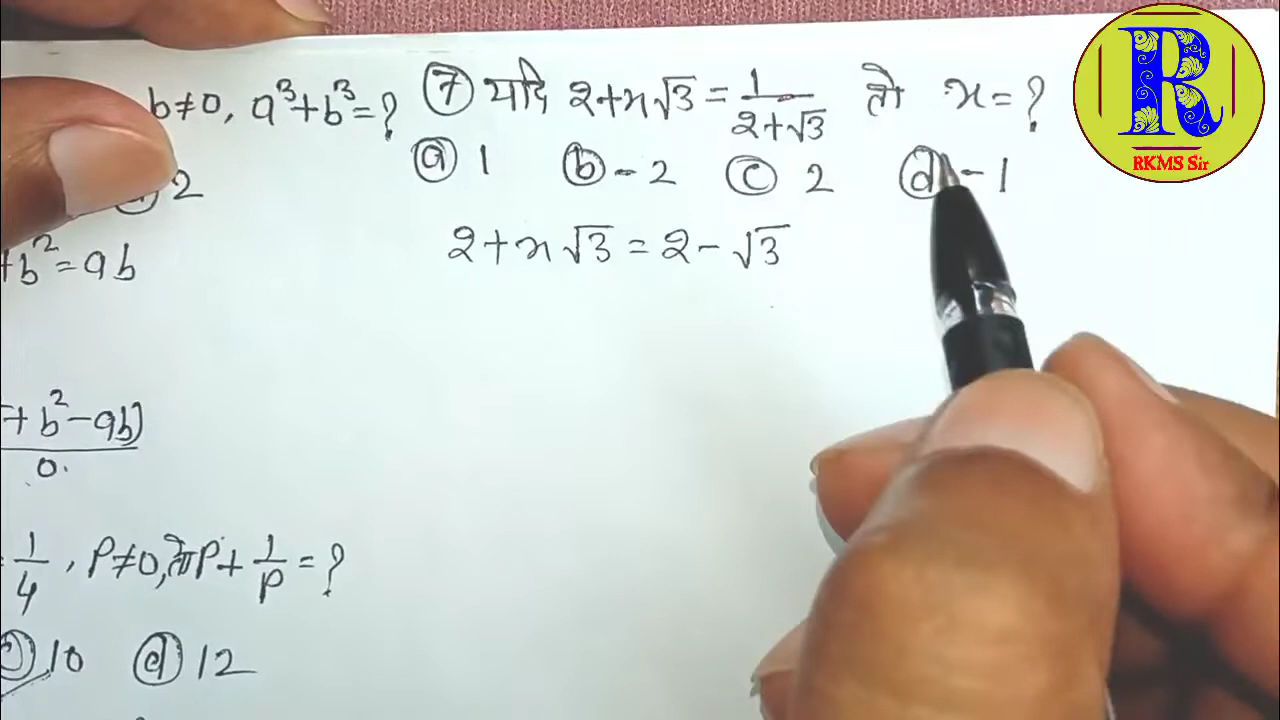 b≠0, a³+b³=?
2
+b²=ab
+b²-ab)
0.
1/4, P≠0, तो P+1/P=?
10 (d) 12
(7) यदि 2+x√3=1/(2+√3) तो x=?
(a) 1 (b) -2 (c) 2 (d) -1
2+x√3=2-√3
R
RKMS Sir